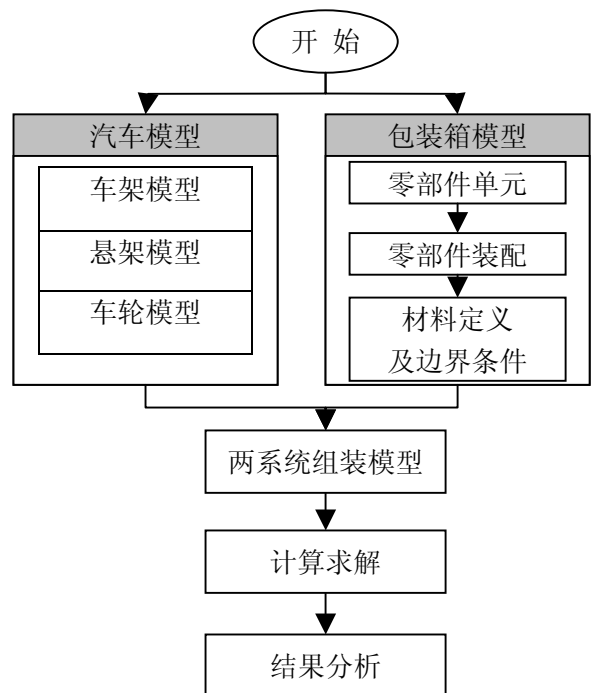 开 始
汽车模型
车架模型
悬架模型
车轮模型
包装箱模型
零部件单元
零部件装配
材料定义
及边界条件
两系统组装模型
计算求解
结果分析